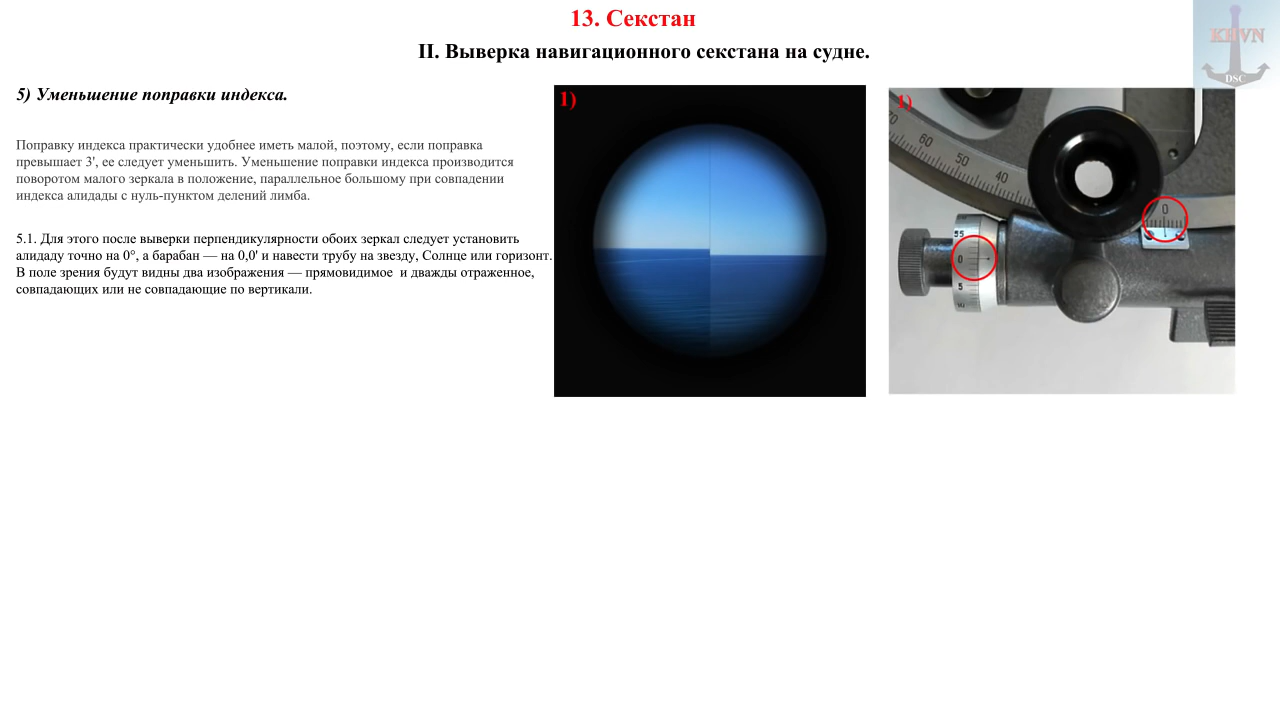 13. Секстан
KHVN
DSC
II. Выверка навигационного секстана на судне.
5) Уменьшение поправки индекса.
Поправку индекса практически удобнее иметь малой, поэтому, если поправка
превышает 3', ее следует уменьшить. Уменьшение поправки индекса производится
поворотом малого зеркала в положение, параллельное большому при совпадении
индекса алидады с нуль-пунктом делений лимба.
5.1. Для этого после выверки перпендикулярности обоих зеркал следует установить
алидаду точно на 0°, а барабан — на 0,0' и навести трубу на звезду, Солнце или горизонт.
В поле зрения будут видны два изображения — прямовидимое  и дважды отраженное,
совпадающих или не совпадающие по вертикали.
1)
1)
70
60
50
40
0
55
0
5
10